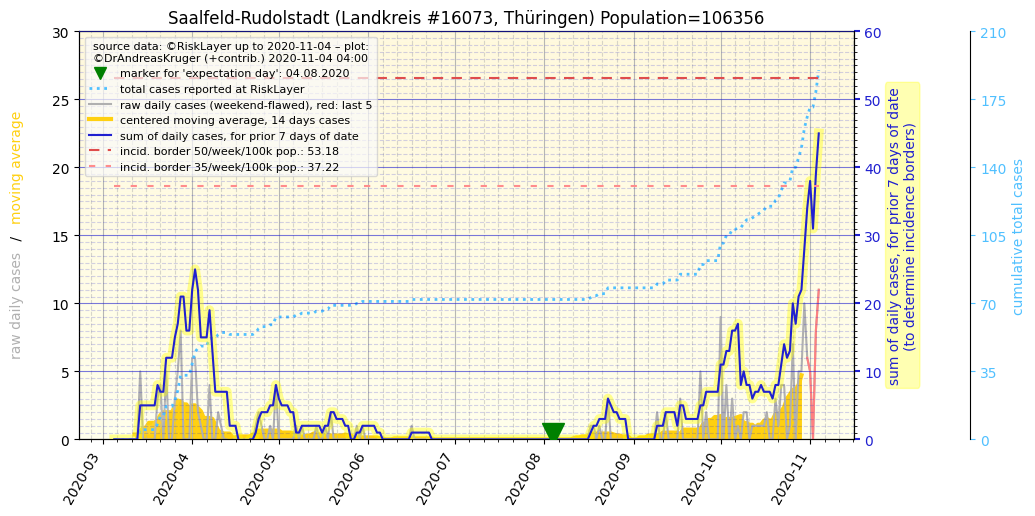 Saalfeld-Rudolstadt (Landkreis #16073, Thüringen) Population=106356
source data: ©RiskLayer up to 2020-11-04 – plot:
©DrAndreasKruger (+contrib.) 2020-11-04 04:00
marker for 'expectation day': 04.08.2020
total cases reported at RiskLayer
raw daily cases (weekend-flawed), red: last 5
centered moving average, 14 days cases
sum of daily cases, for prior 7 days of date
incid. border 50/week/100k pop.: 53.18
incid. border 35/week/100k pop.: 37.22
raw daily cases / moving average
30
25
20
15
10
5
0
60
50
40
30
20
10
0
sum of daily cases, for prior 7 days of date
(to determine incidence borders)
210
175
140
105
70
35
0
cumulative total cases
2020-03
2020-04
2020-05
2020-06
2020-07
2020-08
2020-09
2020-10
2020-11